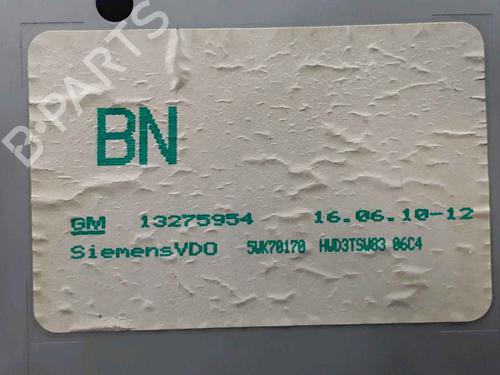 B-PARTS
BN
GM 13275954 16.06.10-12
SiemensVDO 5WK70170 HWD3TSW83 06C4